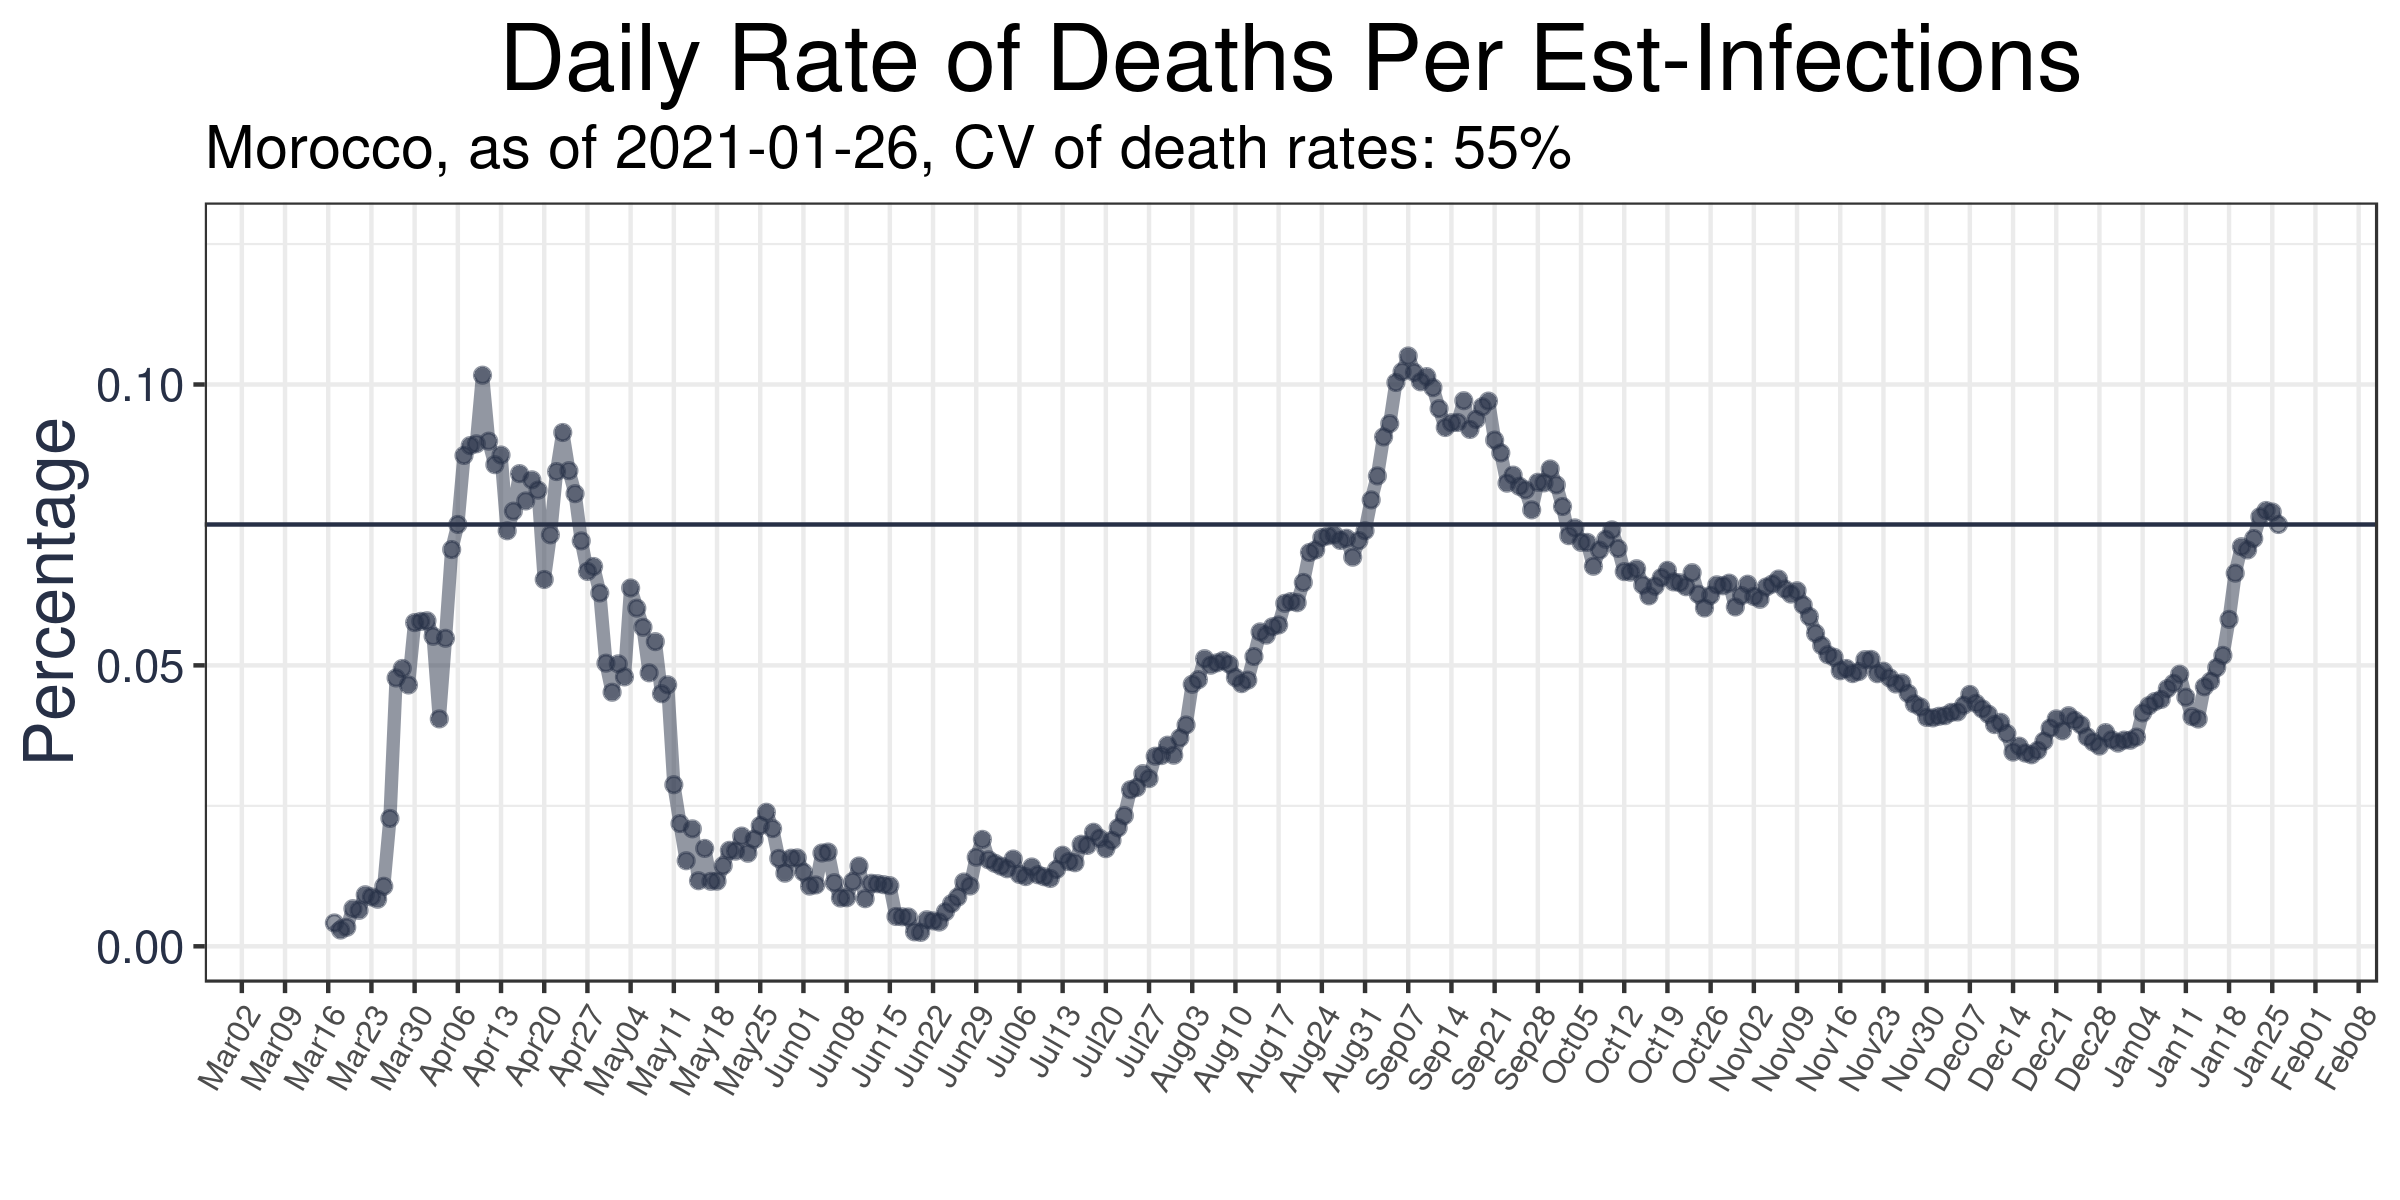 Daily Rate of Deaths Per Est-Infections
Morocco, as of 2021-01-26, CV of death rates: 55%
Percentage
0.10
0.05
0.00
Mar02
Mar09
Mar16
Mar23
Mar30
Apr06
Apr13
Apr20
Apr27
May04
May11
May18
May25
Jun01
Jun08
Jun15
Jun22
Jun29
Jul06
Jul13
Jul20
Jul27
Aug03
Aug10
Aug17
Aug24
Aug31
Sep07
Sep14
Sep21
Sep28
Oct05
Oct12
Oct19
Oct26
Nov02
Nov09
Nov16
Nov23
Nov30
Dec07
Dec14
Dec21
Dec28
Jan04
Jan11
Jan18
Jan25
Feb01
Feb08